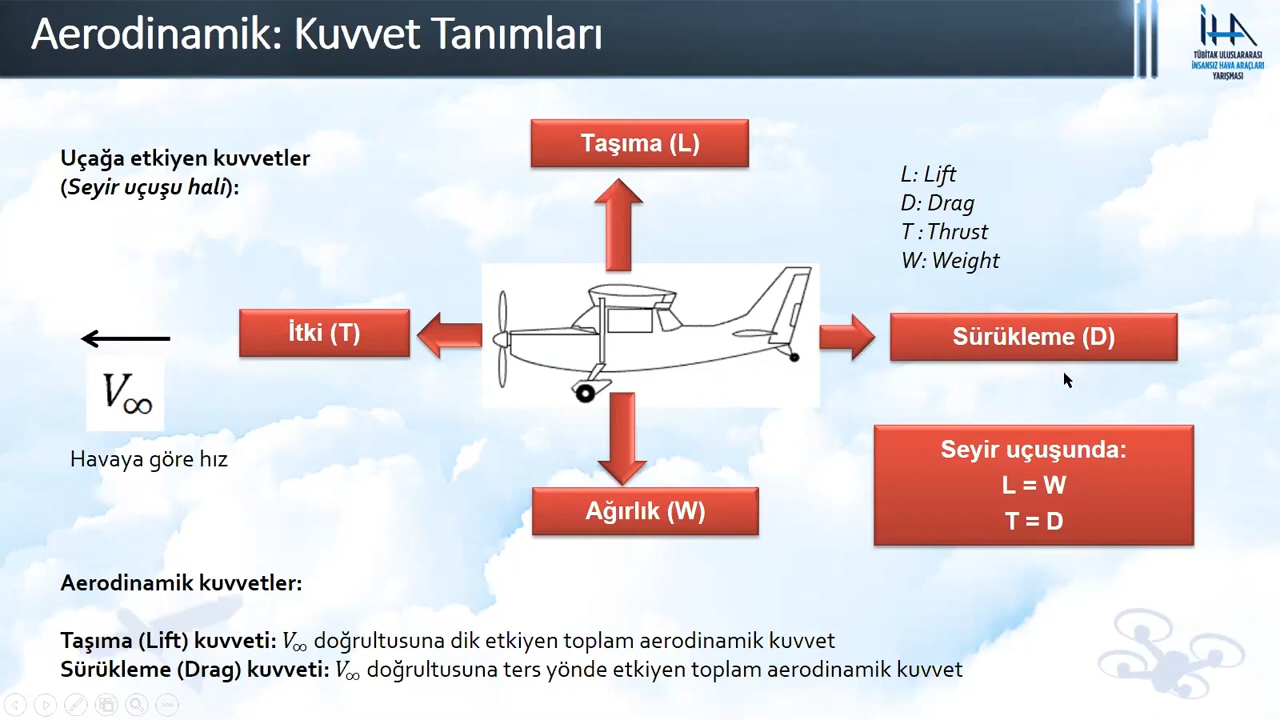 Aerodinamik: Kuvvet Tanımları
İHA
TÜBİTAK ULUSLARARASI
İNSANSIZ HAVA ARAÇLARI
YARIŞMASI
Uçağa etkiyen kuvvetler
(Seyir uçuşu hali):
Taşıma (L)
L: Lift
D: Drag
T : Thrust
W: Weight
İtki (T)
Sürükleme (D)
V∞
Havaya göre hız
Ağırlık (W)
Seyir uçuşunda:
L = W
T = D
Aerodinamik kuvvetler:
Taşıma (Lift) kuvveti: V∞ doğrultusuna dik etkiyen toplam aerodinamik kuvvet
Sürükleme (Drag) kuvveti: V∞ doğrultusuna ters yönde etkiyen toplam aerodinamik kuvvet